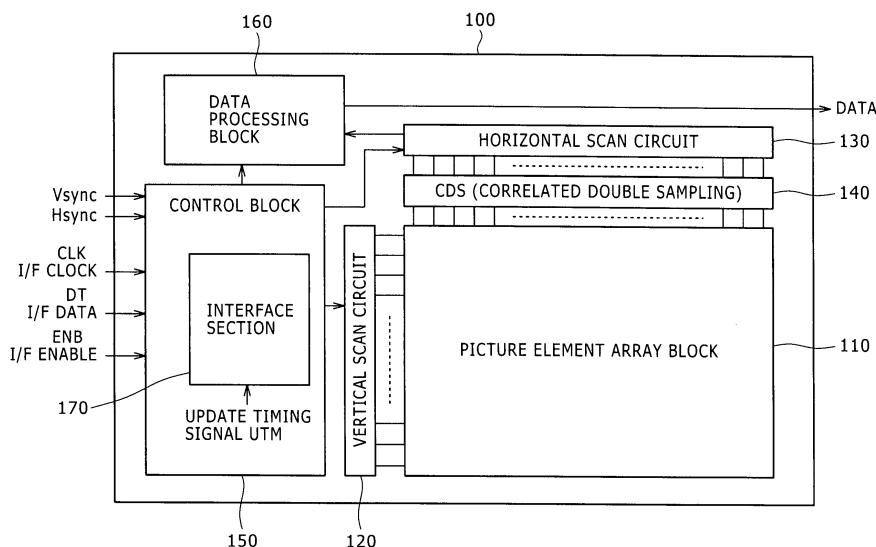 160
100
DATA
PROCESSING
BLOCK
DATA
HORIZONTAL SCAN CIRCUIT
130
CDS (CORRELATED DOUBLE SAMPLING)
140
Vsync
Hsync
CONTROL BLOCK
CLK
I/F CLOCK
DT
I/F DATA
ENB
I/F ENABLE
INTERFACE
SECTION
170
UPDATE TIMING
SIGNAL UTM
VERTICAL SCAN CIRCUIT
PICTURE ELEMENT ARRAY BLOCK
110
150
120